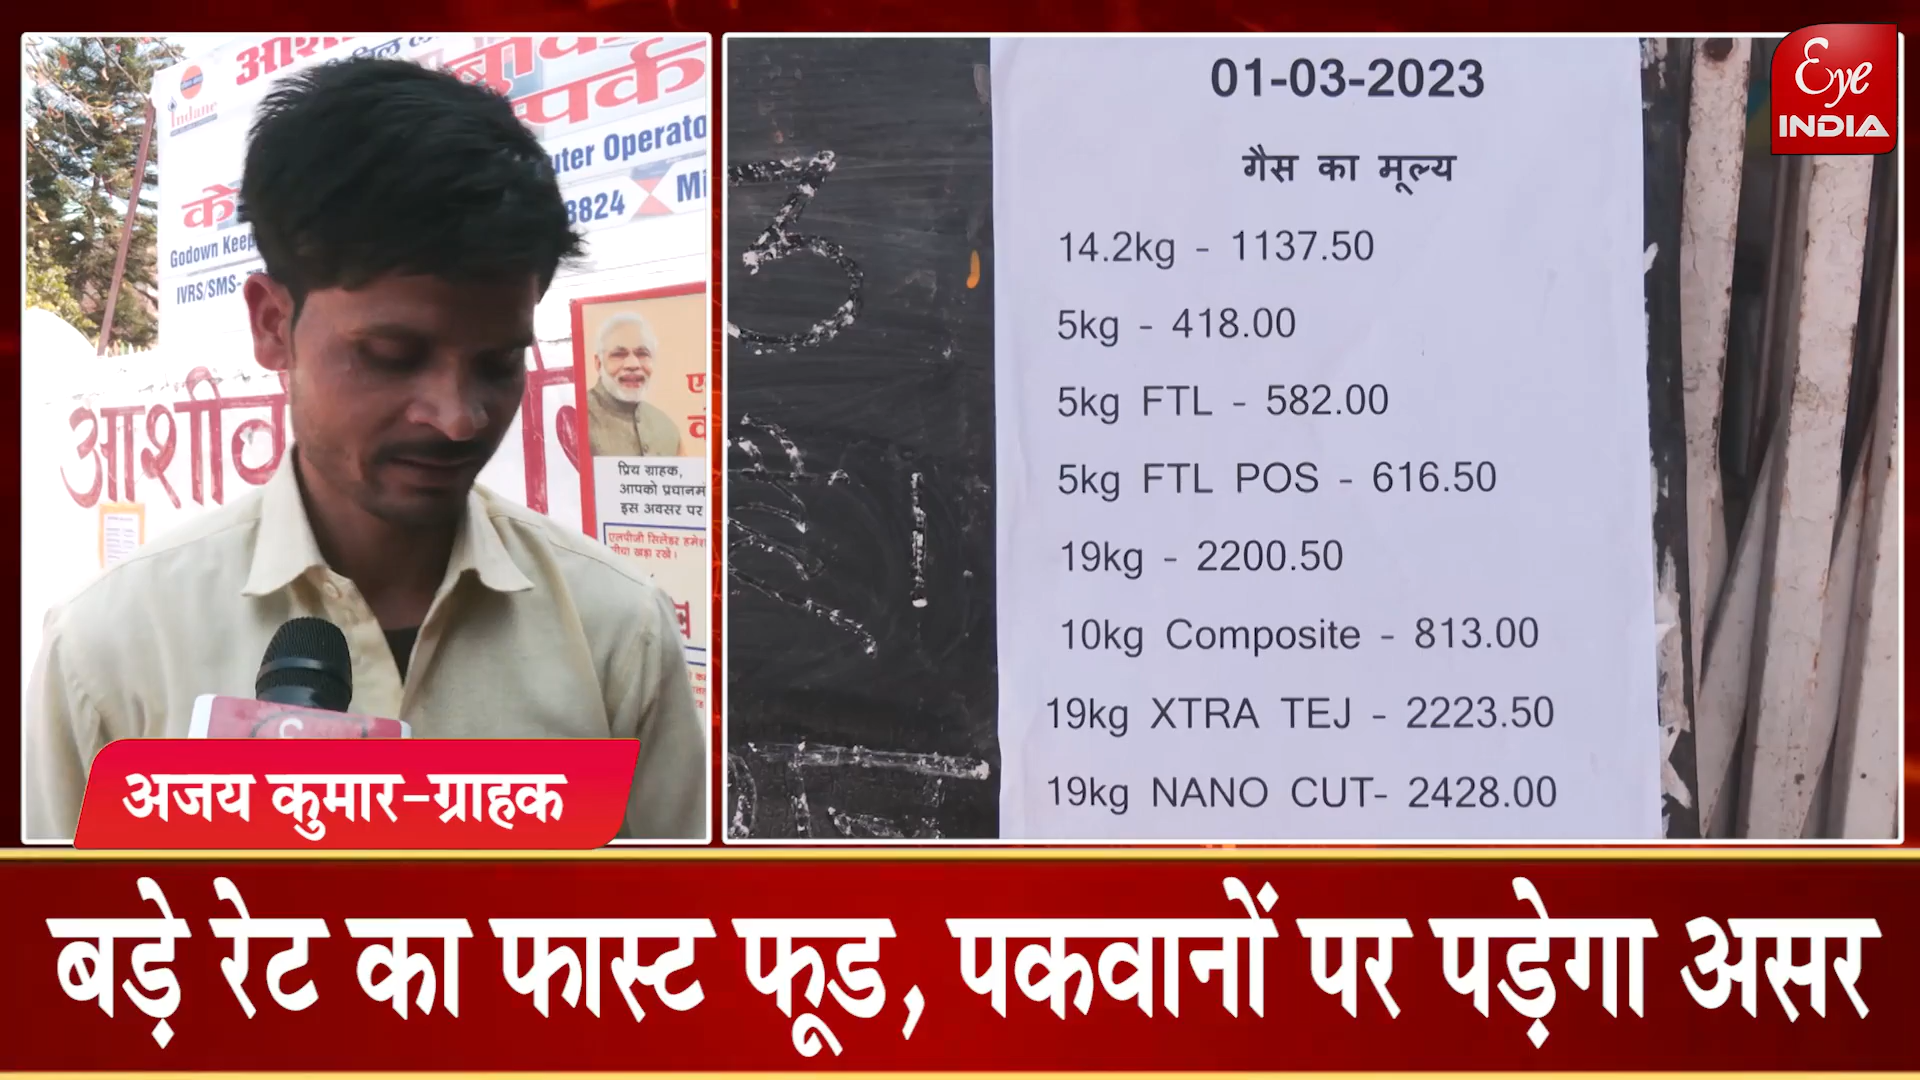 Eye
INDIA
Indane
uter Operato
8824
IVRS/SMS-
प्रिय ग्राहक,
इस अवसर पर
01-03-2023
गैस का मूल्य
14.2kg - 1137.50
5kg - 418.00
5kg FTL - 582.00
5kg FTL POS - 616.50
19kg - 2200.50
10kg Composite - 813.00
19kg XTRA TEJ - 2223.50
19kg NANO CUT- 2428.00
अजय कुमार-ग्राहक
बड़े रेट का फास्ट फूड, पकवानों पर पड़ेगा असर